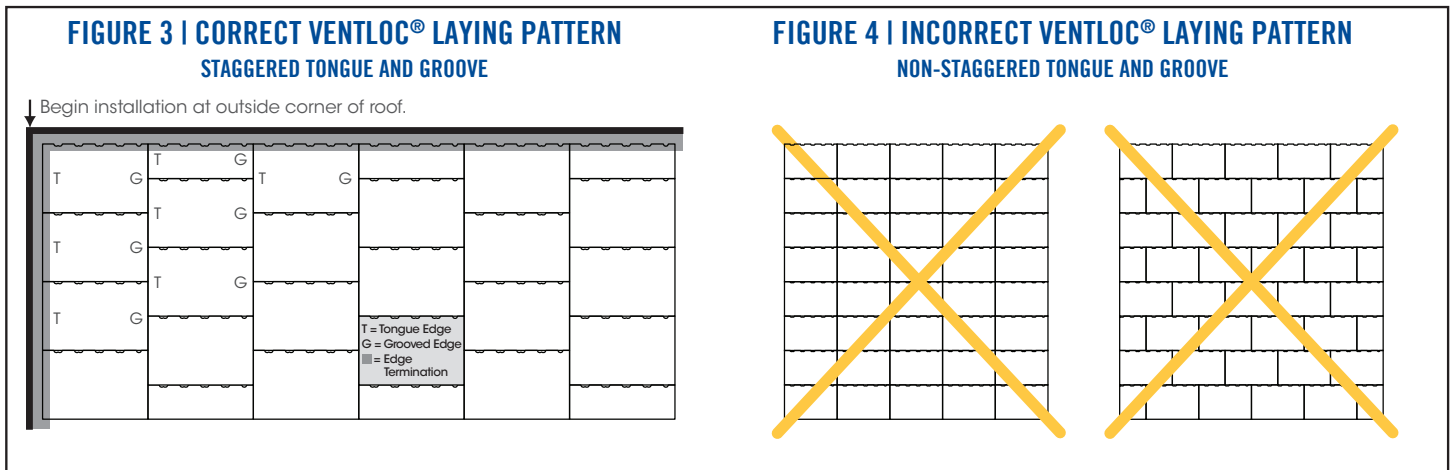 FIGURE 3 | CORRECT VENTLOC® LAYING PATTERN
STAGGERED TONGUE AND GROOVE
Begin installation at outside corner of roof.
T G
T G
T G
T G
T G
T G
T G
T G
T = Tongue Edge
G = Grooved Edge
= Edge
Termination
FIGURE 4 | INCORRECT VENTLOC® LAYING PATTERN
NON-STAGGERED TONGUE AND GROOVE